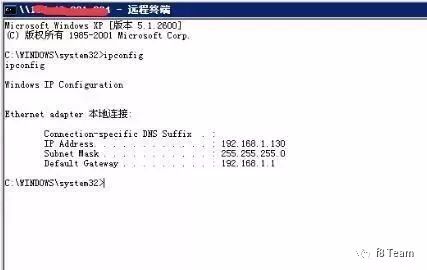 - 远程终端
Microsoft Windows XP [版本 5.1.2600]
(C) 版权所有 1985-2001 Microsoft Corp.
C:\WINDOWS\system32>ipconfig
ipconfig
Windows IP Configuration
Ethernet adapter 本地连接:
Connection-specific DNS Suffix . :
IP Address. . . . . . . . . . . . : 192.168.1.130
Subnet Mask . . . . . . . . . . . : 255.255.255.0
Default Gateway . . . . . . . . . : 192.168.1.1
C:\WINDOWS\system32>
f8 Team